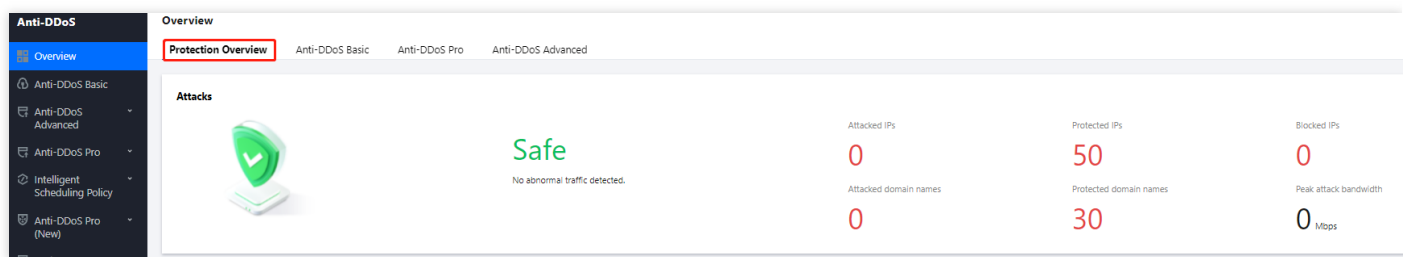 Anti-DDoS
Overview
Anti-DDoS Basic
Anti-DDoS
Advanced
Anti-DDoS Pro
Intelligent
Scheduling Policy
Anti-DDoS Pro
(New)
Overview
Protection Overview
Anti-DDoS Basic
Anti-DDoS Pro
Anti-DDoS Advanced
Attacks
Safe
No abnormal traffic detected.
Attacked IPs
0
Protected IPs
50
Blocked IPs
0
Attacked domain names
0
Protected domain names
30
Peak attack bandwidth
0 Mbps